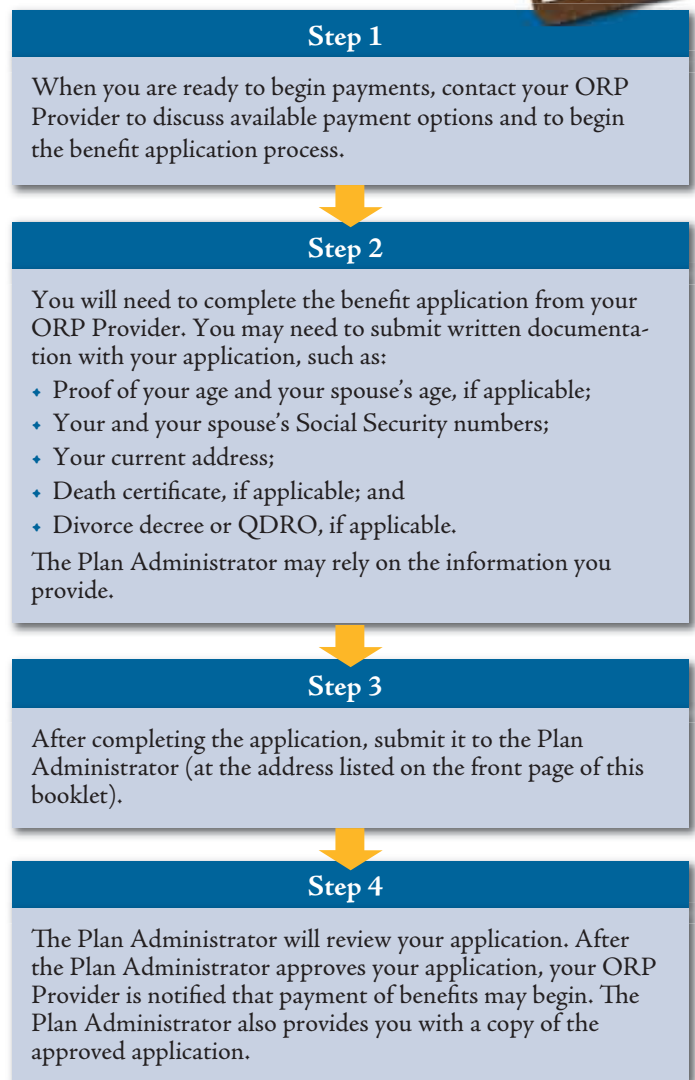 Step 1
When you are ready to begin payments, contact your ORP
Provider to discuss available payment options and to begin
the benefit application process.
Step 2
You will need to complete the benefit application from your
ORP Provider. You may need to submit written documenta-
tion with your application, such as:
✦ Proof of your age and your spouse's age, if applicable;
✦ Your and your spouse's Social Security numbers;
✦ Your current address;
✦ Death certificate, if applicable; and
✦ Divorce decree or QDRO, if applicable.
The Plan Administrator may rely on the information you
provide.
Step 3
After completing the application, submit it to the Plan
Administrator (at the address listed on the front page of this
booklet).
Step 4
The Plan Administrator will review your application. After
the Plan Administrator approves your application, your ORP
Provider is notified that payment of benefits may begin. The
Plan Administrator also provides you with a copy of the
approved application.